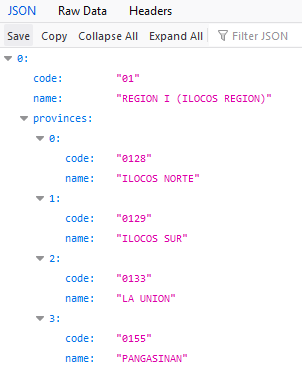 JSON Raw Data Headers
Save Copy Collapse All Expand All Filter JSON
0:
code: "01"
name: "REGION I (ILOCOS REGION)"
provinces:
0:
code: "0128"
name: "ILOCOS NORTE"
1:
code: "0129"
name: "ILOCOS SUR"
2:
code: "0133"
name: "LA UNION"
3:
code: "0155"
name: "PANGASINAN"